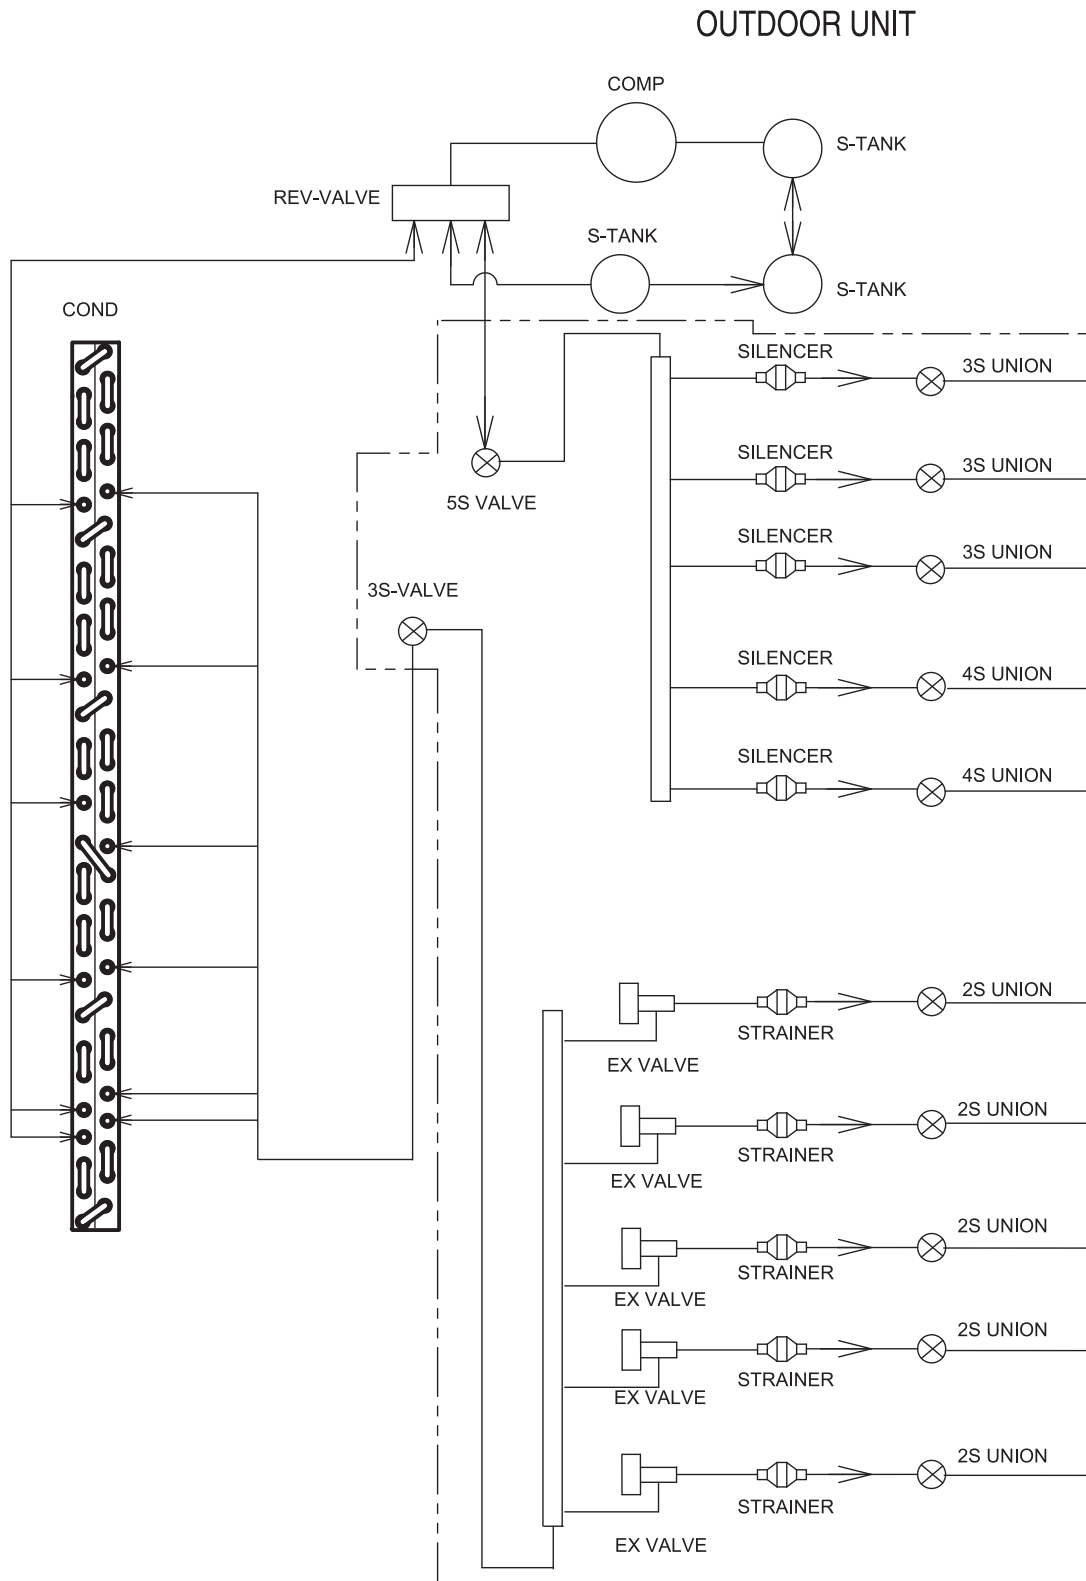 OUTDOOR UNIT
COMP
S-TANK
REV-VALVE
S-TANK
S-TANK
COND
SILENCER
3S UNION
SILENCER
3S UNION
5S VALVE
SILENCER
3S UNION
3S-VALVE
SILENCER
4S UNION
SILENCER
4S UNION
2S UNION
STRAINER
EX VALVE
2S UNION
STRAINER
EX VALVE
2S UNION
STRAINER
EX VALVE
2S UNION
STRAINER
EX VALVE
2S UNION
STRAINER
EX VALVE